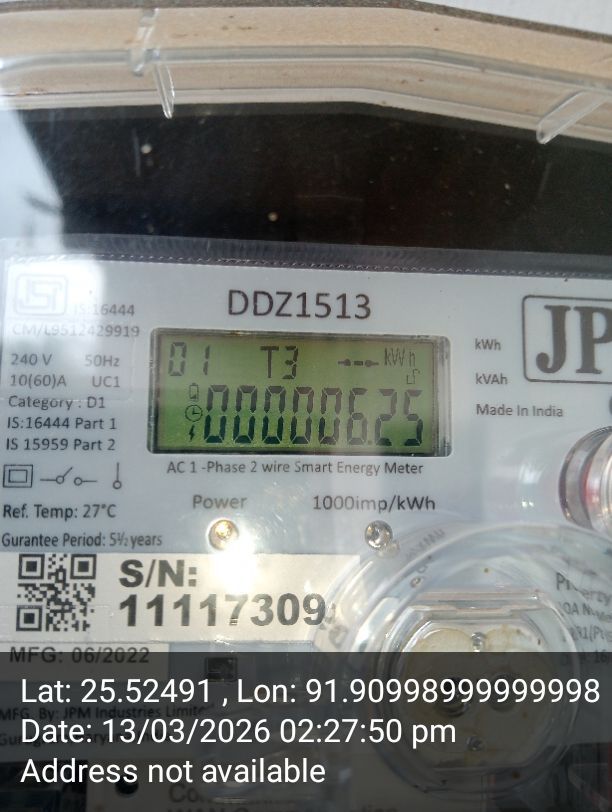 IS:16444
CM/L9512429919
DDZ1513
240 V 50Hz
10(60)A UC1
Category : D1
IS:16444 Part 1
IS 15959 Part 2
01 T3 kWh
000006.25
kWh
kVAh
JP
Made In India
AC 1 -Phase 2 wire Smart Energy Meter
Ref. Temp: 27°C
Gurantee Period: 5½ years
Power 1000imp/kWh
S/N:
11117309
MFG: 06/2022
Lat: 25.52491 , Lon: 91.90998999999998
Date: 13/03/2026 02:27:50 pm
Address not available